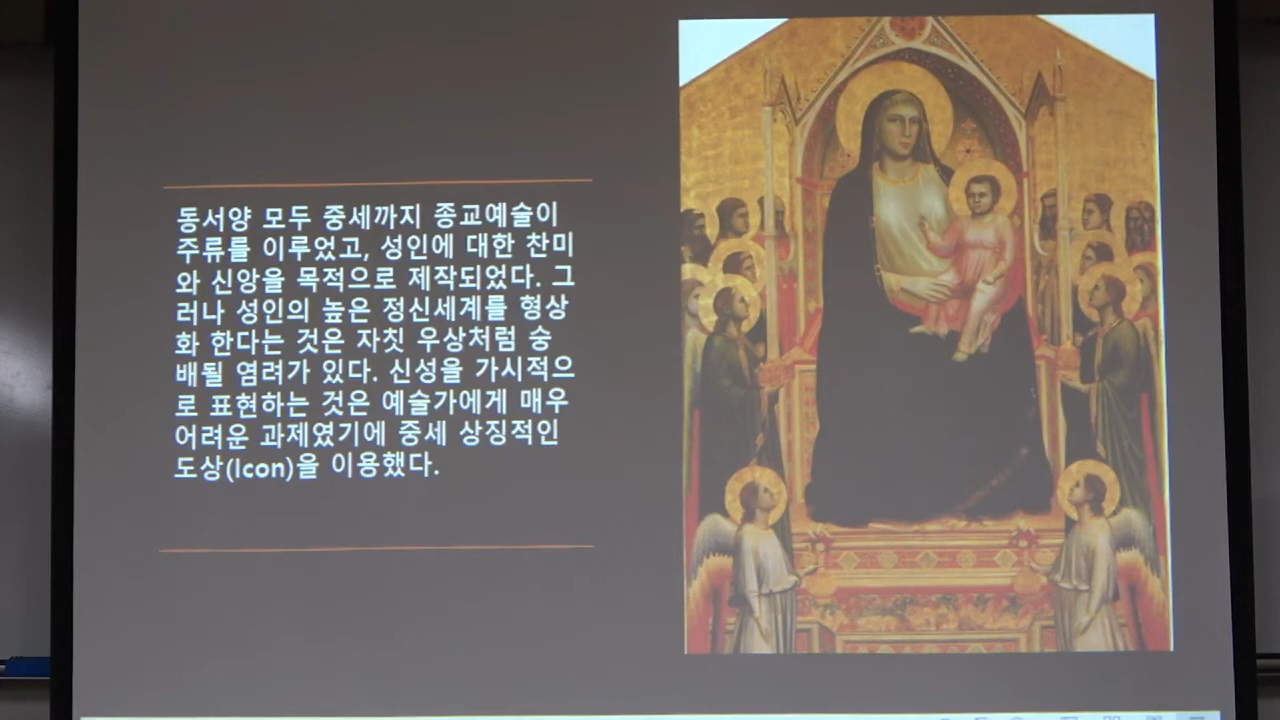 동서양 모두 중세까지 종교예술이
주류를 이루었고, 성인에 대한 찬미
와 신앙을 목적으로 제작되었다. 그
러나 성인의 높은 정신세계를 형상
화 한다는 것은 자칫 우상처럼 숭
배될 염려가 있다. 신성을 가시적으
로 표현하는 것은 예술가에게 매우
어려운 과제였기에 중세 상징적인
도상(Icon)을 이용했다.